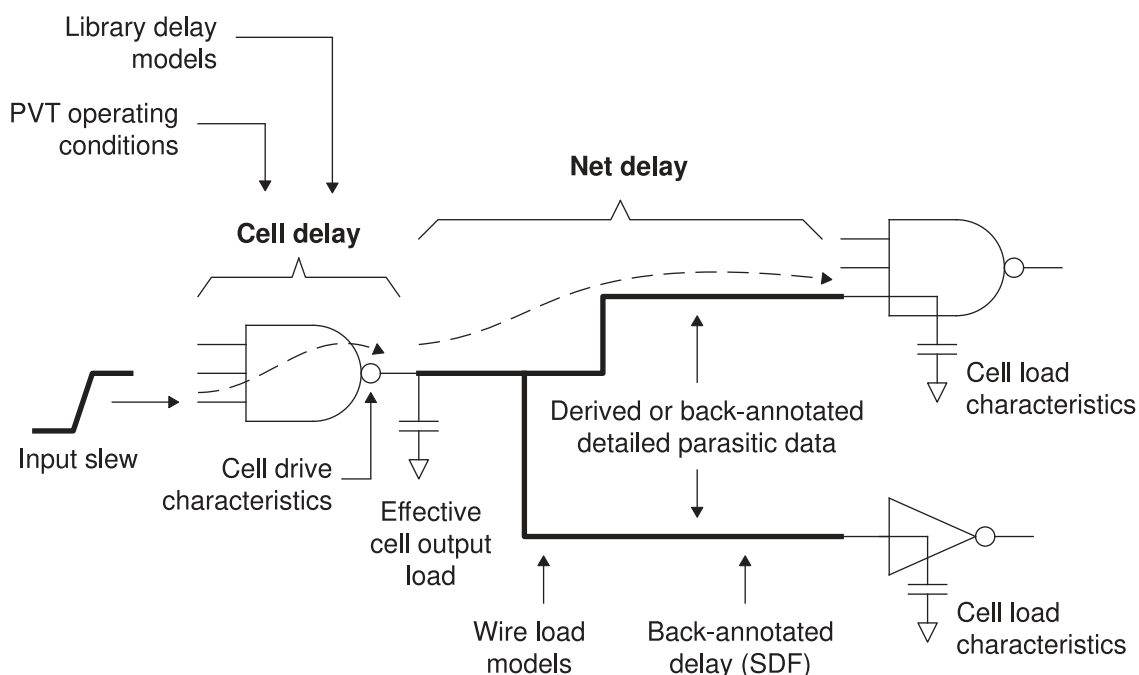 Library delay
models
PVT operating
conditions
Net delay
Cell delay
Input slew
Cell drive
characteristics
Effective
cell output
load
Derived or back-annotated
detailed parasitic data
Cell load
characteristics
Wire load
models
Back-annotated
delay (SDF)
Cell load
characteristics